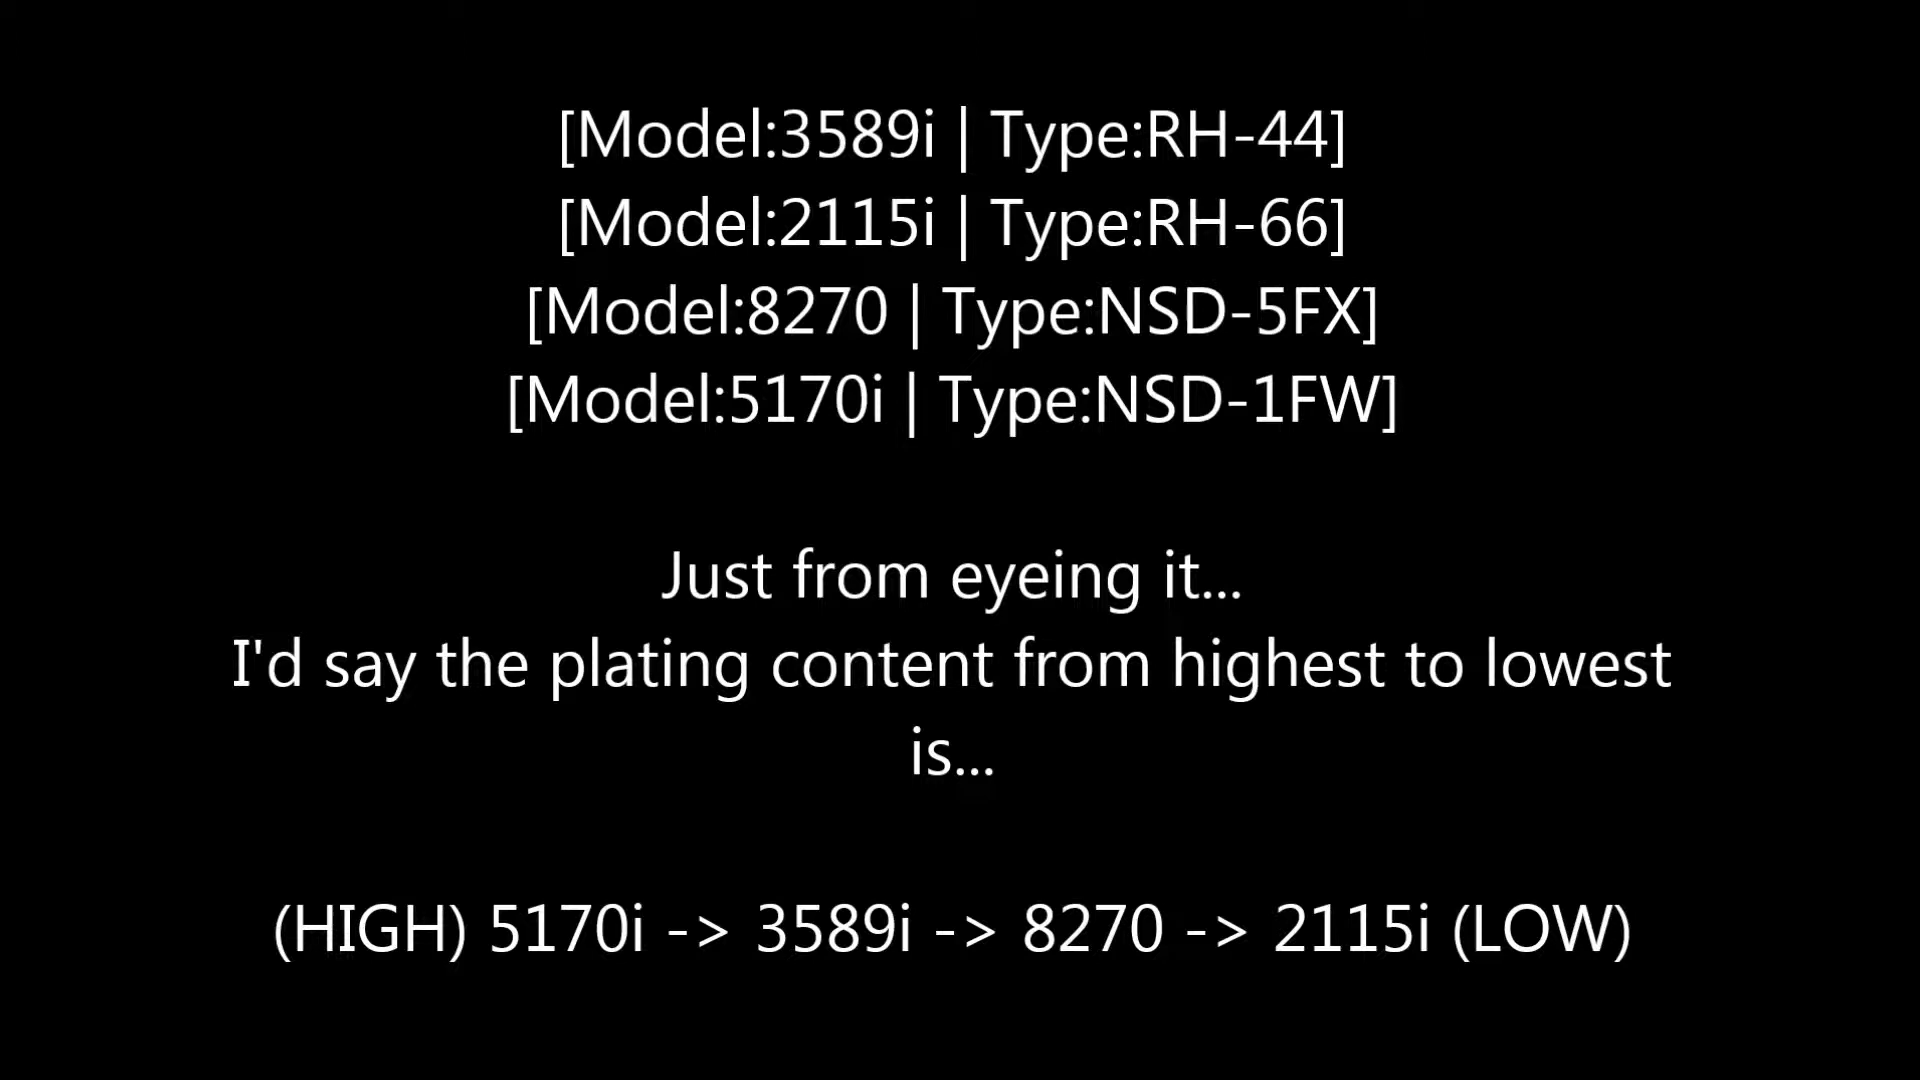 [Model:3589i | Type:RH-44]
[Model:2115i | Type:RH-66]
[Model:8270 | Type:NSD-5FX]
[Model:5170i | Type:NSD-1FW]
Just from eyeing it...
I'd say the plating content from highest to lowest
is...
(HIGH) 5170i -> 3589i -> 8270 -> 2115i (LOW)